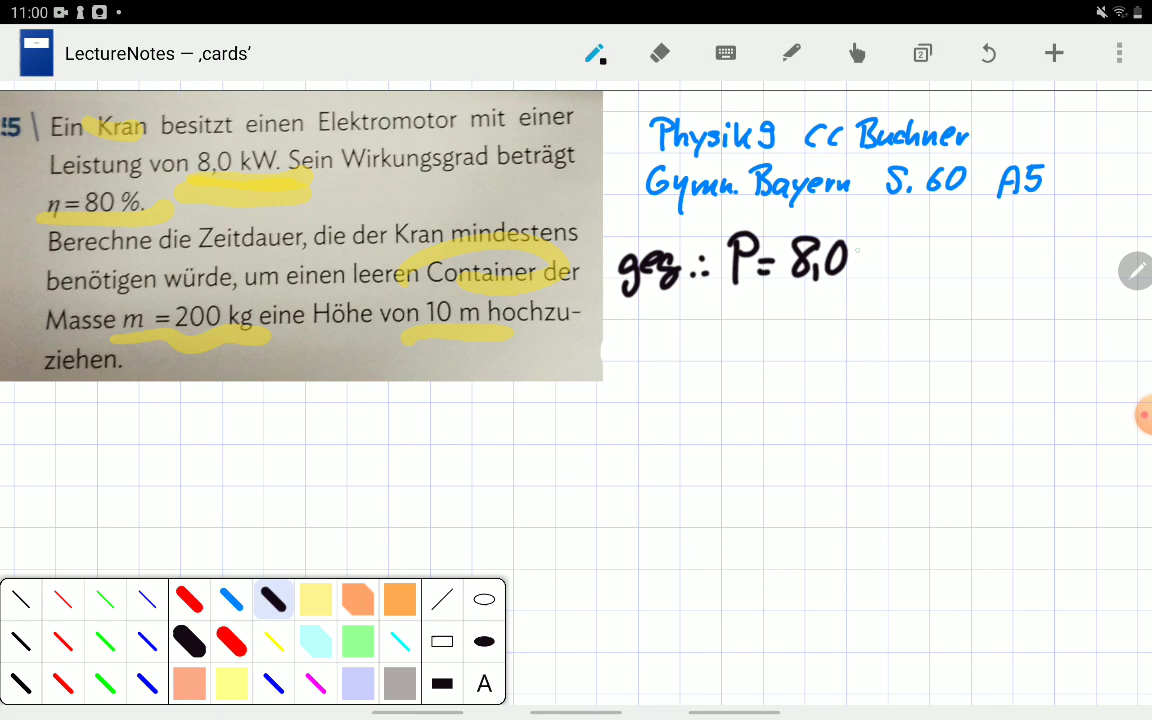 11:00
LectureNotes — ‚cards’
2
!5 Ein Kran besitzt einen Elektromotor mit einer
Leistung von 8,0 kW. Sein Wirkungsgrad beträgt
η = 80 %.
Berechne die Zeitdauer, die der Kran mindestens
benötigen würde, um einen leeren Container der
Masse m = 200 kg eine Höhe von 10 m hochzu-
ziehen.
Physik 9 CC Buchner
Gymn. Bayern S. 60 A5
geg.: P = 8,0
A